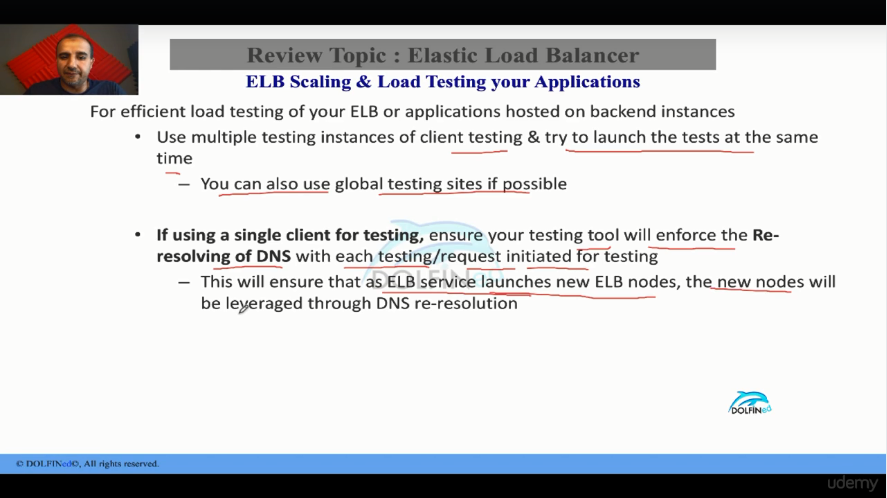 Review Topic : Elastic Load Balancer
ELB Scaling & Load Testing your Applications
For efficient load testing of your ELB or applications hosted on backend instances
• Use multiple testing instances of client testing & try to launch the tests at the same
time
– You can also use global testing sites if possible
• If using a single client for testing, ensure your testing tool will enforce the Re-
resolving of DNS with each testing/request initiated for testing
– This will ensure that as ELB service launches new ELB nodes, the new nodes will
be leveraged through DNS re-resolution
DOLFINed
DOLFINed
© DOLFINed©, All rights reserved.
udemy